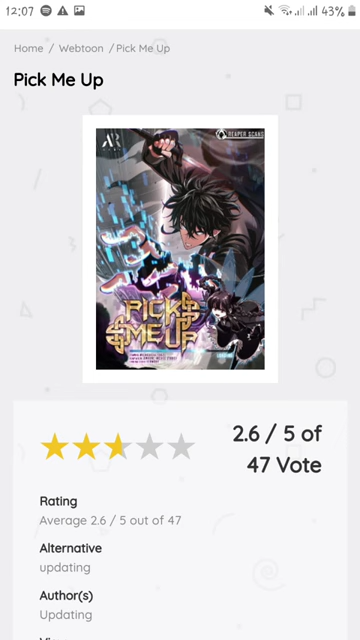 12:07
43%
Home / Webtoon / Pick Me Up
Pick Me Up
REAPER SCANS
PICK
ME UP
2.6 / 5 of
47 Vote
Rating
Average 2.6 / 5 out of 47
Alternative
updating
Author(s)
Updating